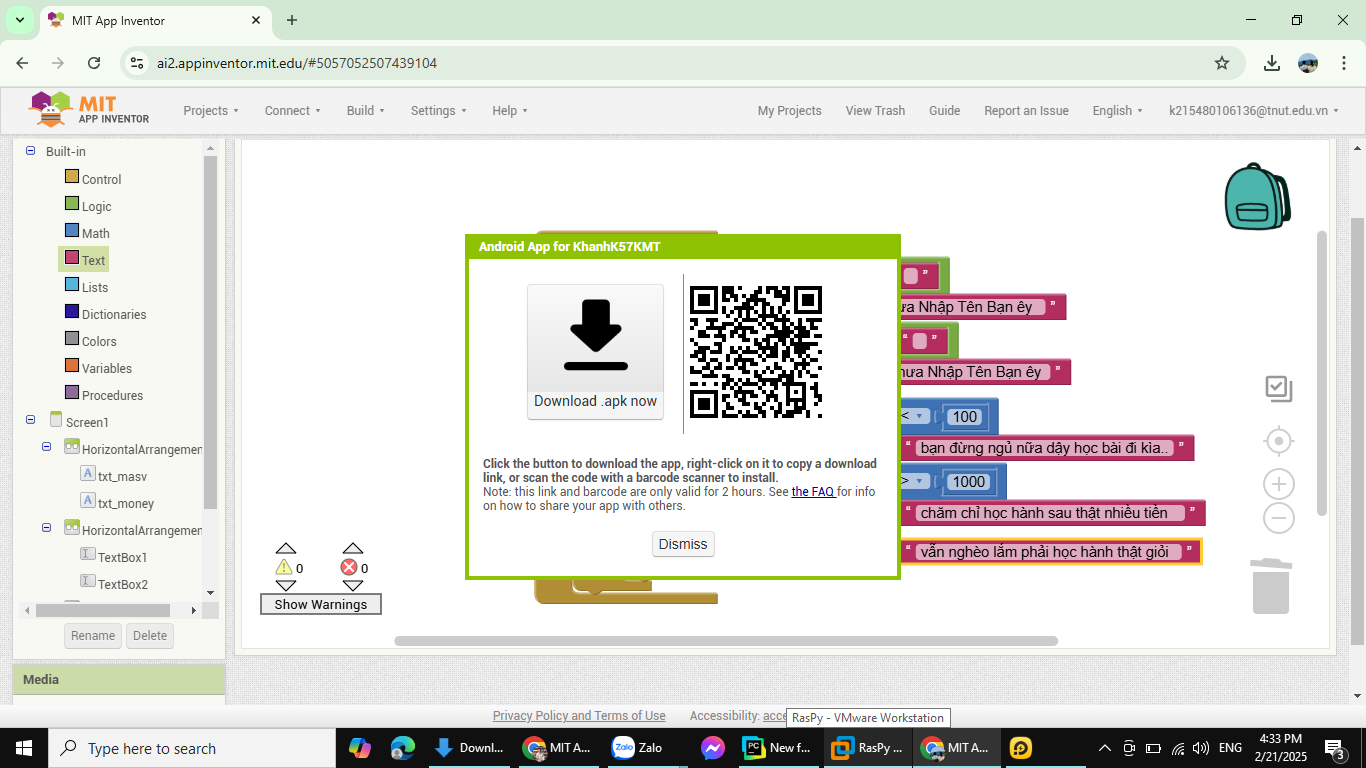 MIT App Inventor
ai2.appinventor.mit.edu/#5057052507439104
MIT
APP INVENTOR
Projects
Connect
Build
Settings
Help
My Projects
View Trash
Guide
Report an Issue
English
k215480106136@tnut.edu.vn
Built-in
Control
Logic
Math
Text
Lists
Dictionaries
Colors
Variables
Procedures
Screen1
HorizontalArrangemen
txt_masv
txt_money
HorizontalArrangemen
TextBox1
TextBox2
Rename Delete
Media
0 0
Show Warnings
Android App for KhanhK57KMT
Download .apk now
Click the button to download the app, right-click on it to copy a download
link, or scan the code with a barcode scanner to install.
Note: this link and barcode are only valid for 2 hours. See the FAQ for info
on how to share your app with others.
Dismiss
”
ưa Nhập Tên Bạn êy ”
“ ”
hưa Nhập Tên Bạn êy ”
< 100
“ bạn đừng ngủ nữa dậy học bài đi kìa.. ”
> 1000
“ chăm chỉ học hành sau thật nhiều tiền ”
“ vẫn nghèo lắm phải học hành thật giỏi ”
Privacy Policy and Terms of Use
Accessibility: acce
RasPy - VMware Workstation
Type here to search
Downl...
MIT A...
Zalo
Zalo
PC
New f...
RasPy ...
MIT A...
ENG
4:33 PM
2/21/2025
3